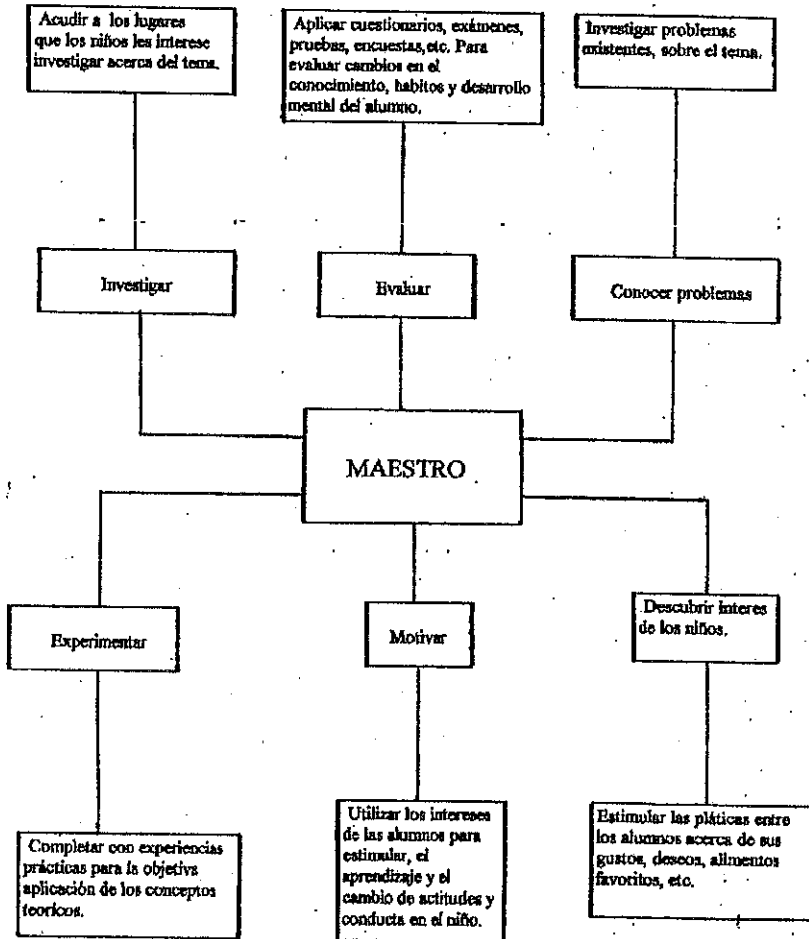 Acudir a los lugares
que los niños les interese
investigar acerca del tema.
Aplicar cuestionarios, exámenes,
pruebas, encuestas, etc. Para
evaluar cambios en el
conocimiento, habitos y desarrollo
mental del alumno.
Investigar problemas
existentes, sobre el tema.
Investigar
Evaluar
Conocer problemas
MAESTRO
Experimentar
Motivar
Descubrir interes
de los niños.
Completar con experiencias
prácticas para la objetiva
aplicación de los conceptos
teoricos.
Utilizar los intereses
de las alumnos para
estimular, el
aprendizaje y el
cambio de actitudes y
conducta en el niño.
Estimular las pláticas entre
los alumnos acerca de sus
gustos, deseos, alimentos
favoritos, etc.